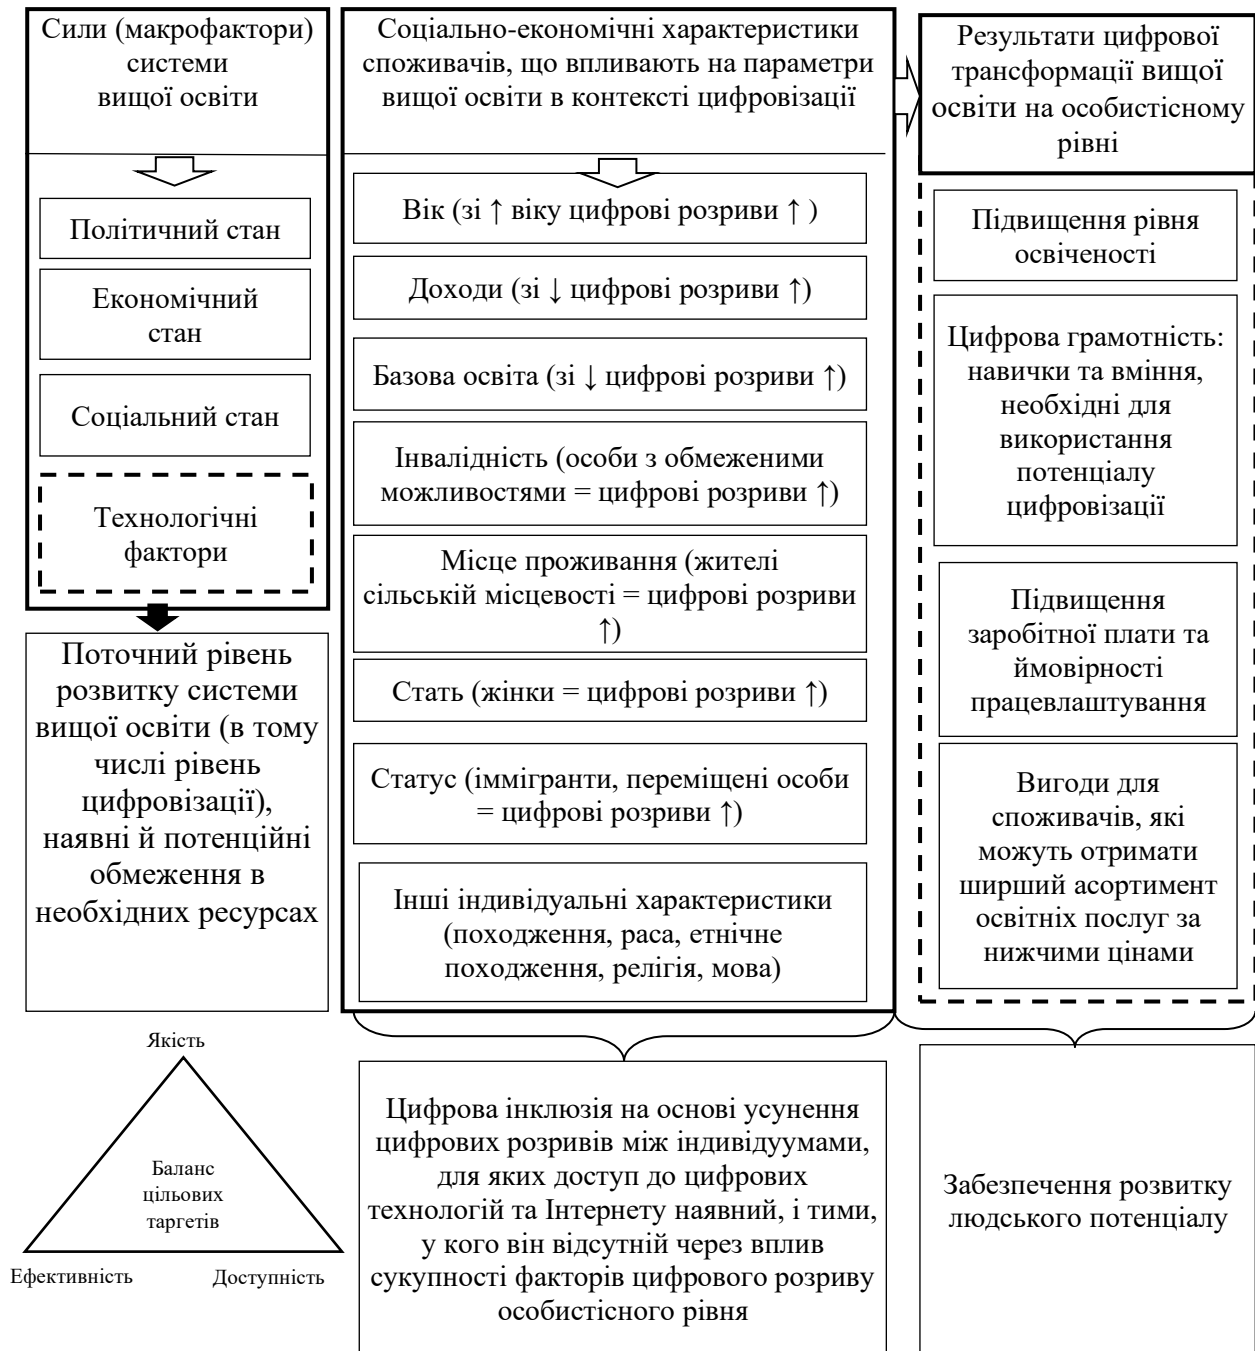 Сили (макрофактори)
системи
вищої освіти
Політичний стан
Економічний
стан
Соціальний стан
Технологічні
фактори
Поточний рівень
розвитку системи
вищої освіти (в тому
числі рівень
цифровізації),
наявні й потенційні
обмеження в
необхідних ресурсах
Якість
Баланс
цільових
таргетів
Ефективність
Доступність
Соціально-економічні характеристики
споживачів, що впливають на параметри
вищої освіти в контексті цифровізації
Вік (зі ↑ віку цифрові розриви ↑ )
Доходи (зі ↓ цифрові розриви ↑)
Базова освіта (зі ↓ цифрові розриви ↑)
Інвалідність (особи з обмеженими
можливостями = цифрові розриви ↑)
Місце проживання (жителі
сільській місцевості = цифрові розриви
↑)
Стать (жінки = цифрові розриви ↑)
Статус (іммігранти, переміщені особи
= цифрові розриви ↑)
Інші індивідуальні характеристики
(походження, раса, етнічне
походження, релігія, мова)
Цифрова інклюзія на основі усунення
цифрових розривів між індивідуумами,
для яких доступ до цифрових
технологій та Інтернету наявний, і тими,
у кого він відсутній через вплив
сукупності факторів цифрового розриву
особистісного рівня
Результати цифрової
трансформації вищої
освіти на особистісному
рівні
Підвищення рівня
освіченості
Цифрова грамотність:
навички та вміння,
необхідні для
використання
потенціалу
цифровізації
Підвищення
заробітної плати та
ймовірності
працевлаштування
Вигоди для
споживачів, які
можуть отримати
ширший асортимент
освітніх послуг за
нижчими цінами
Забезпечення розвитку
людського потенціалу